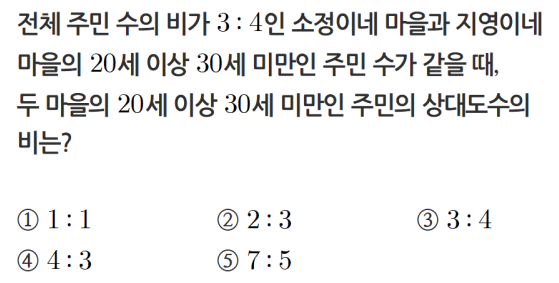 전체 주민 수의 비가 3 : 4인 소정이네 마을과 지영이네
마을의 20세 이상 30세 미만인 주민 수가 같을 때,
두 마을의 20세 이상 30세 미만인 주민의 상대도수의
비는?
① 1 : 1 ② 2 : 3 ③ 3 : 4
④ 4 : 3 ⑤ 7 : 5